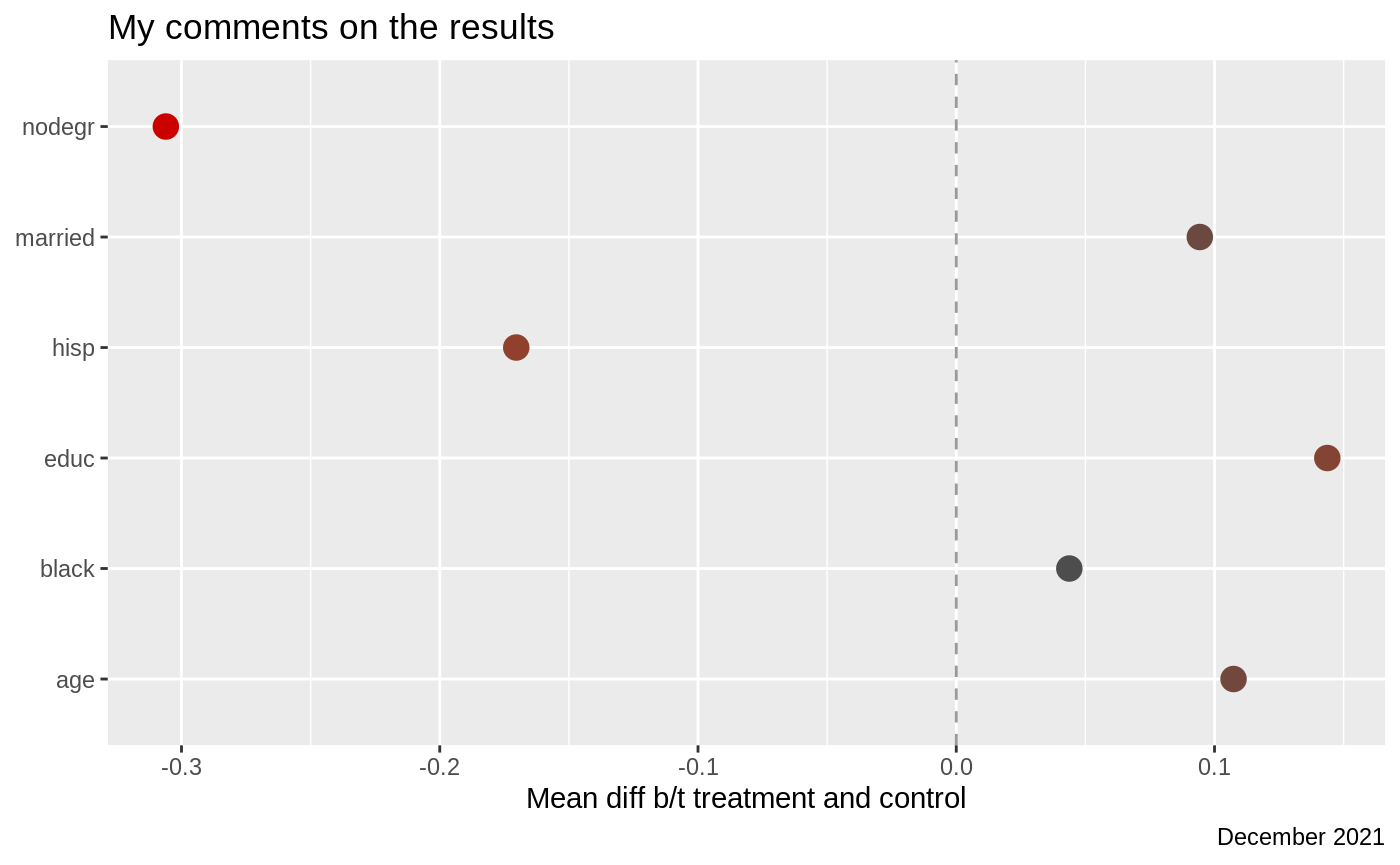 My comments on the results
nodegr
married
hisp
educ
black
age
-0.3 -0.2 -0.1 0.0 0.1
Mean diff b/t treatment and control
December 2021